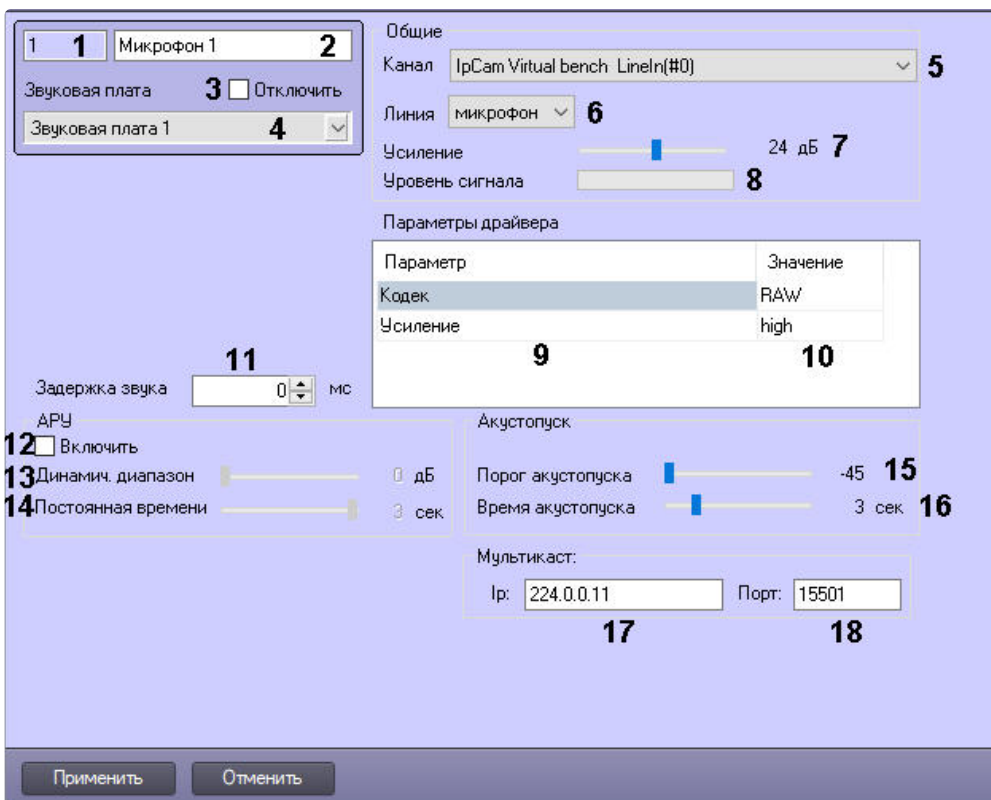 1 1 Микрофон 1 2
Звуковая плата 3 Отключить
Звуковая плата 1 4
Общие
Канал IpCam Virtual bench LineIn(#0) 5
Линия микрофон 6
Усиление 24 дБ 7
Уровень сигнала 8
Параметры драйвера
Параметр Значение
Кодек RAW
Усиление high
9 10
11
Задержка звука 0 мс
АРУ
12 Включить
13 Динамич. диапазон 0 дБ
14 Постоянная времени 3 сек
Акустопуск
Порог акустопуска -45 15
Время акустопуска 3 сек 16
Мультикаст:
Ip: 224.0.0.11 Порт: 15501
17 18
Применить Отменить